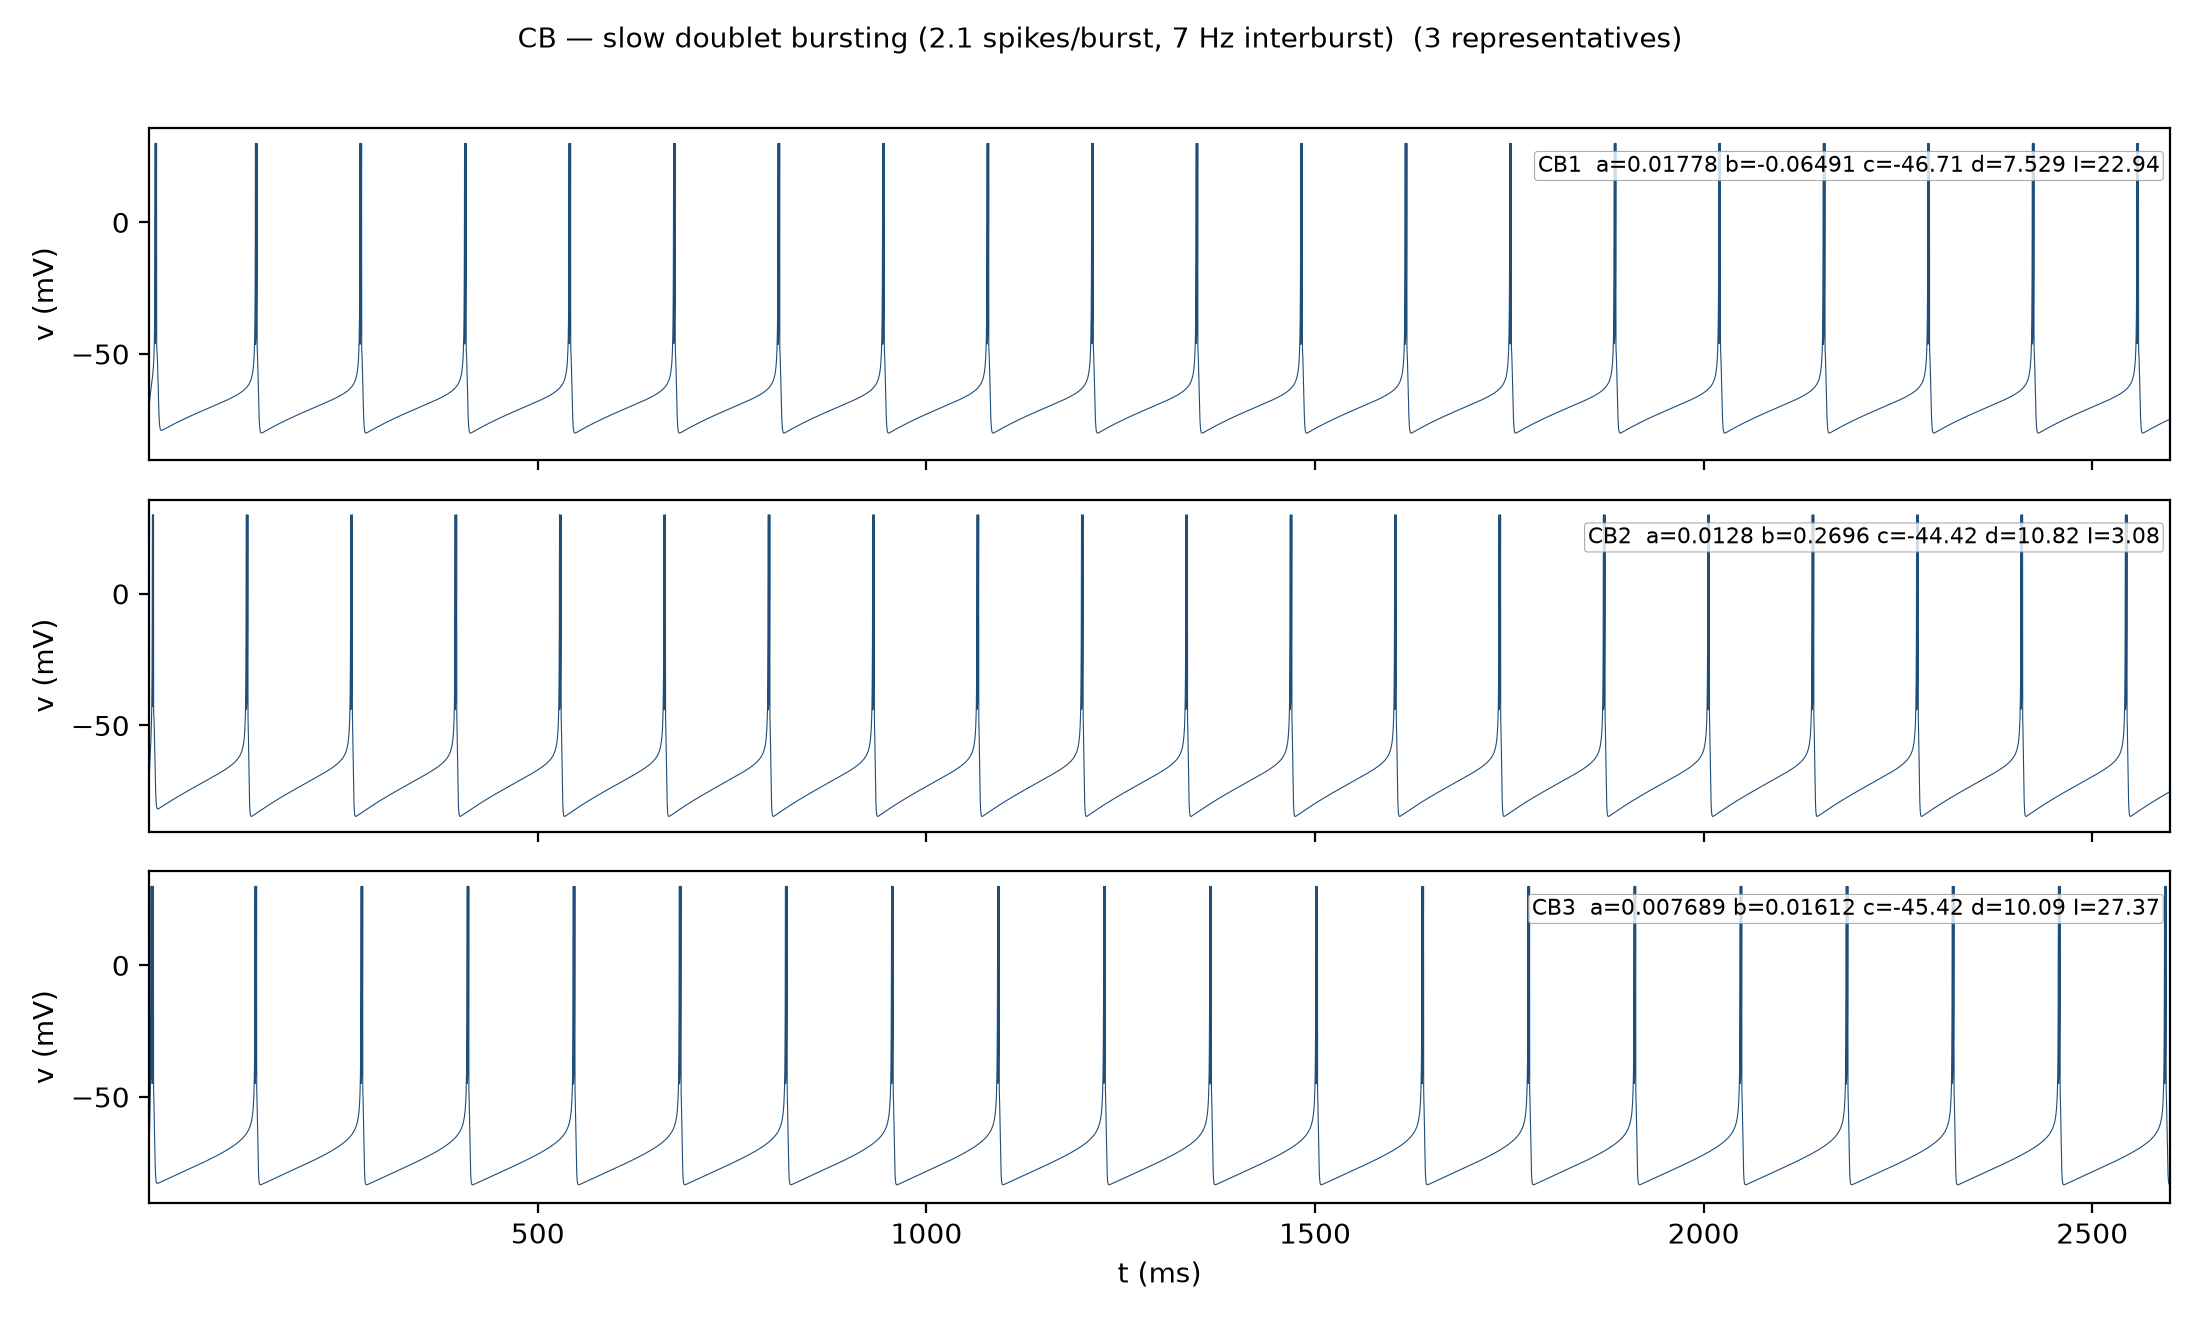 CB — slow doublet bursting (2.1 spikes/burst, 7 Hz interburst)  (3 representatives)
v (mV)
0
−50
CB1  a=0.01778 b=-0.06491 c=-46.71 d=7.529 I=22.94
v (mV)
0
−50
CB2  a=0.0128 b=0.2696 c=-44.42 d=10.82 I=3.08
v (mV)
0
−50
CB3  a=0.007689 b=0.01612 c=-45.42 d=10.09 I=27.37
500 1000 1500 2000 2500
t (ms)